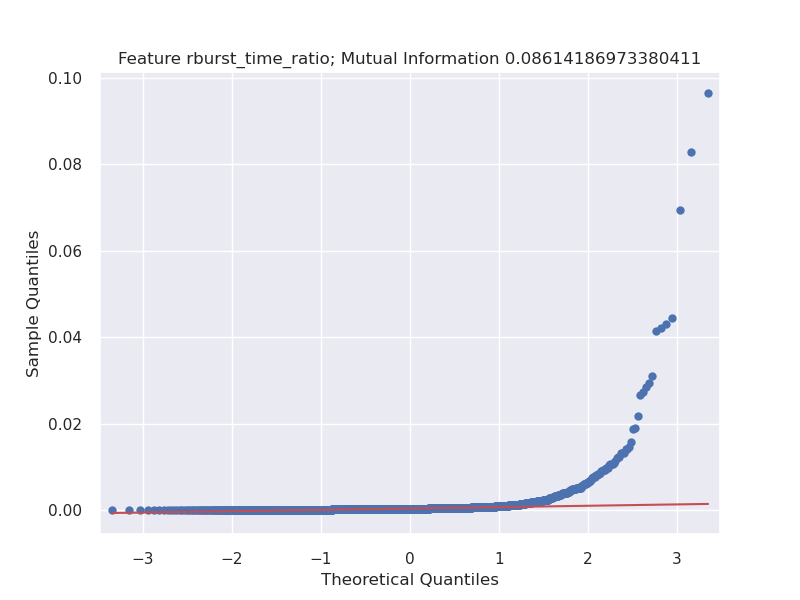 Feature rburst_time_ratio; Mutual Information 0.08614186973380411
0.10
0.08
0.06
0.04
0.02
0.00
Sample Quantiles
−3 −2 −1 0 1 2 3
Theoretical Quantiles